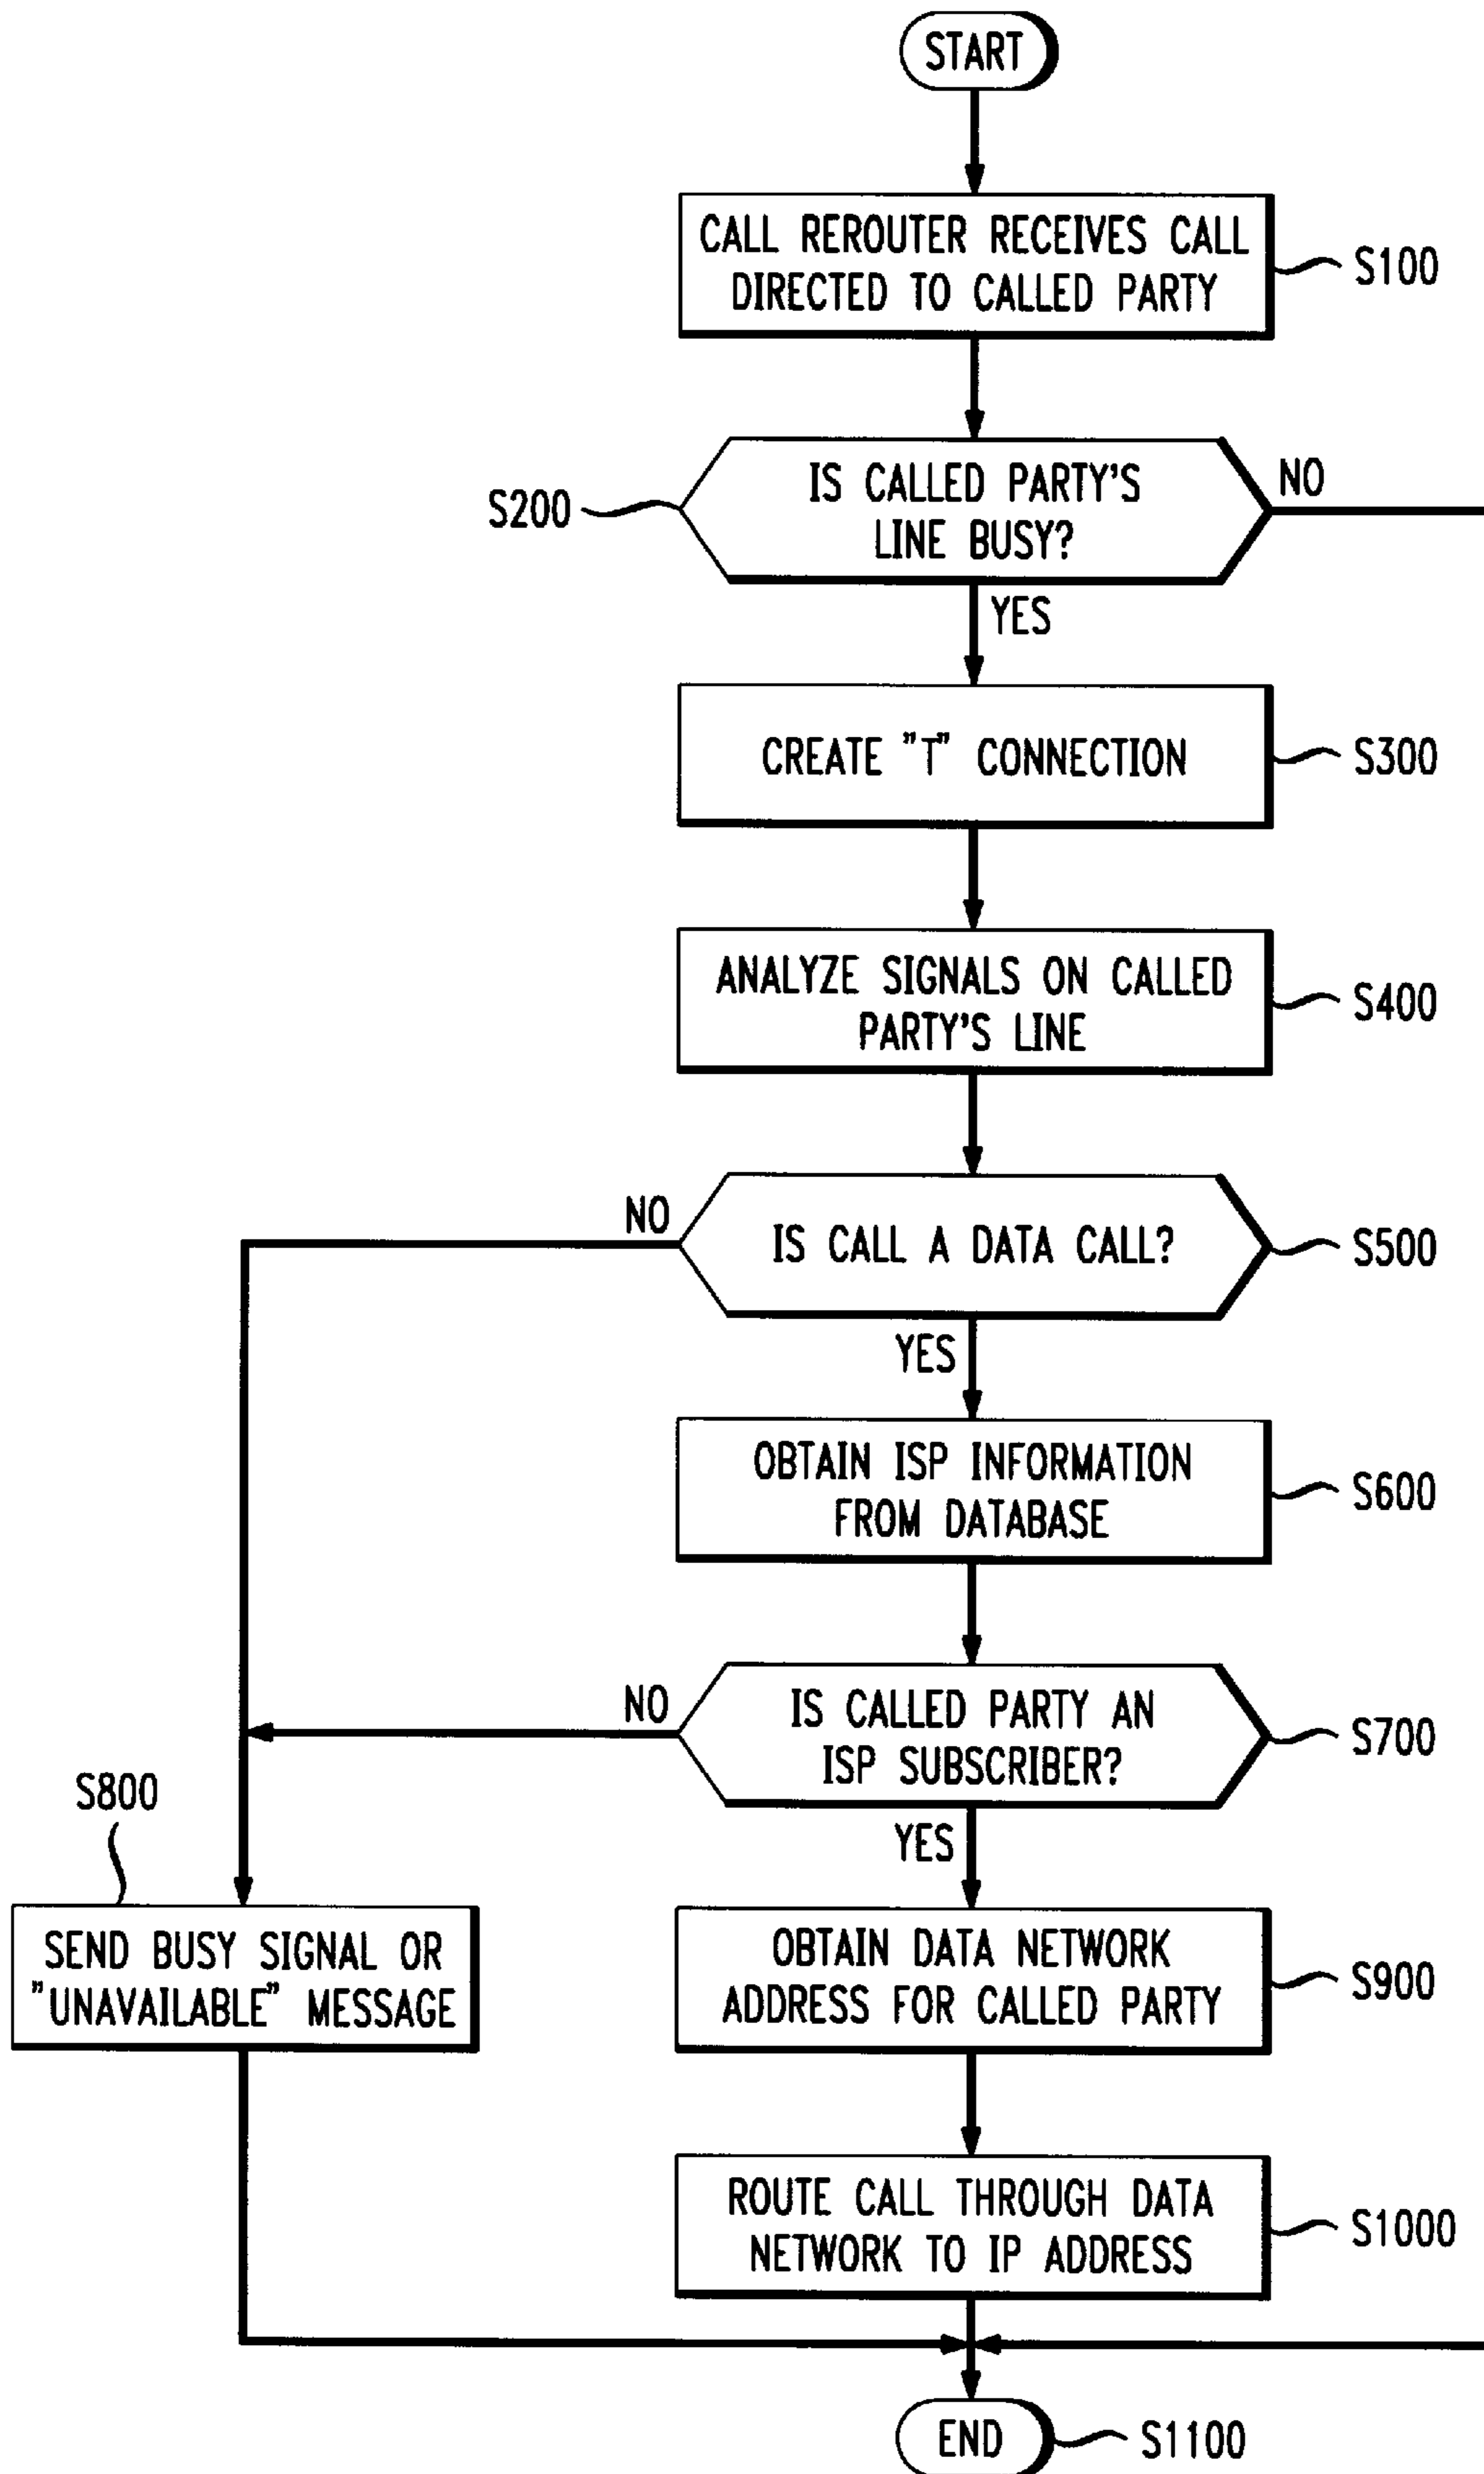 START
CALL REROUTER RECEIVES CALL
DIRECTED TO CALLED PARTY
S100
IS CALLED PARTY'S
LINE BUSY?
S200
NO
YES
CREATE "T" CONNECTION
S300
ANALYZE SIGNALS ON CALLED
PARTY'S LINE
S400
NO
IS CALL A DATA CALL?
S500
YES
OBTAIN ISP INFORMATION
FROM DATABASE
S600
NO
IS CALLED PARTY AN
ISP SUBSCRIBER?
S700
YES
S800
SEND BUSY SIGNAL OR
"UNAVAILABLE" MESSAGE
OBTAIN DATA NETWORK
ADDRESS FOR CALLED PARTY
S900
ROUTE CALL THROUGH DATA
NETWORK TO IP ADDRESS
S1000
END
S1100